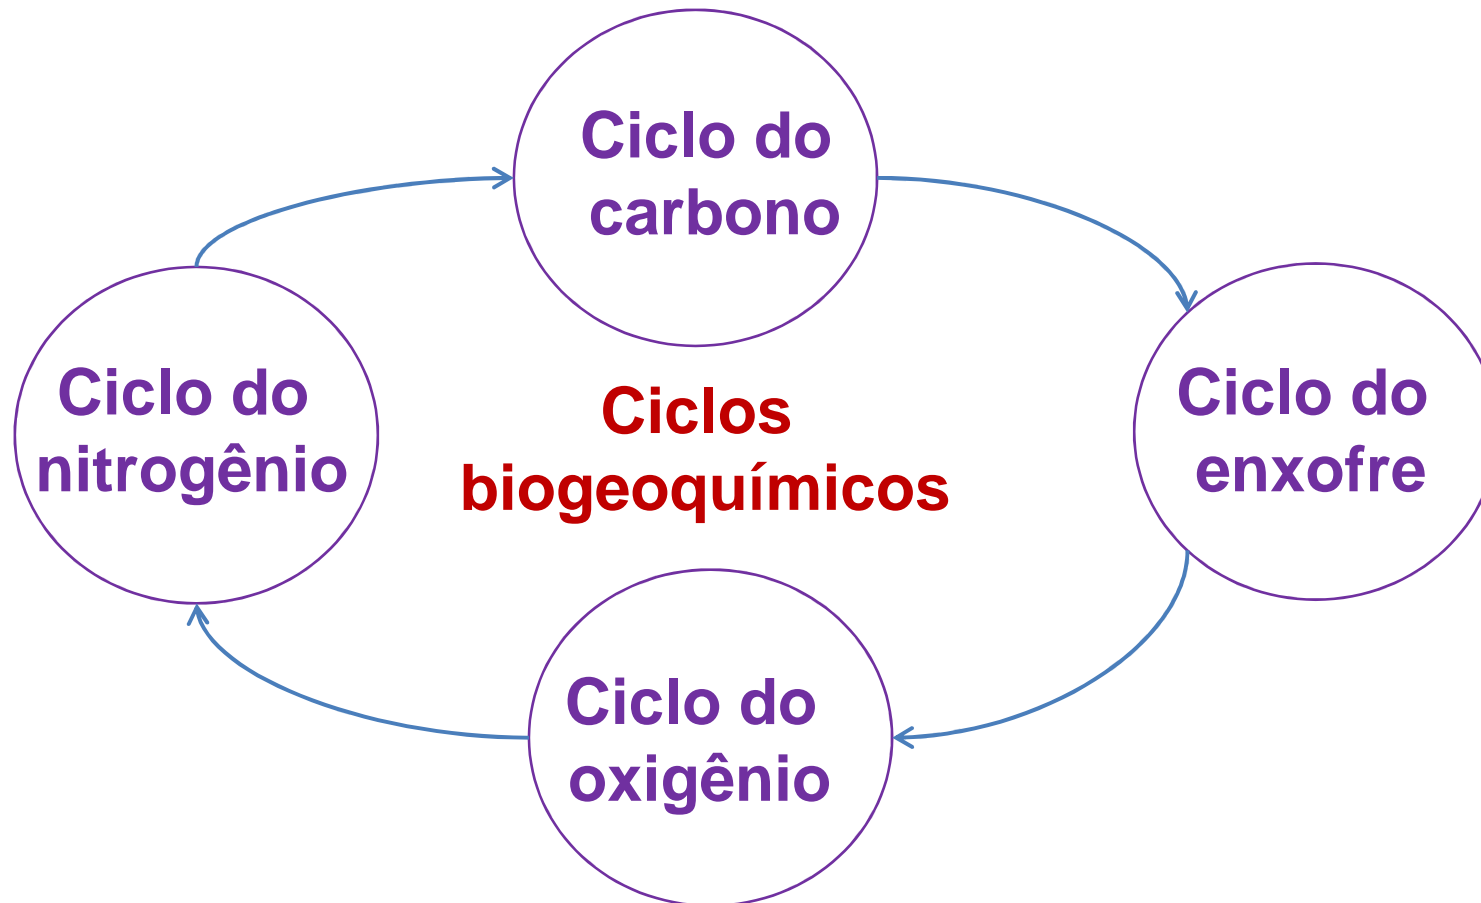 Ciclo do
carbono
Ciclo do
nitrogênio
Ciclos
biogeoquímicos
Ciclo do
enxofre
Ciclo do
oxigênio